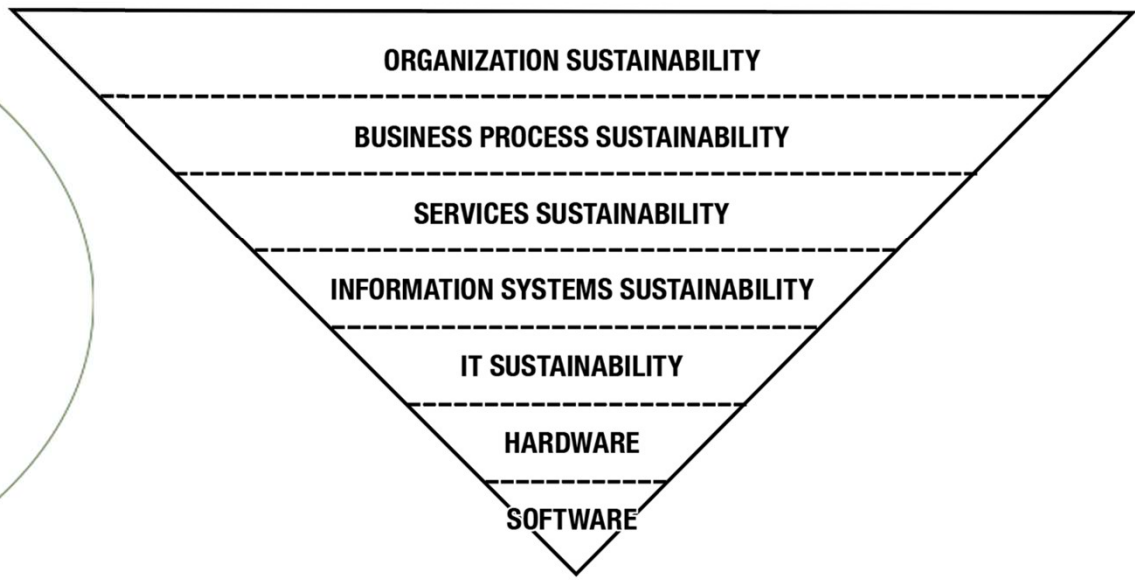 ORGANIZATION SUSTAINABILITY
BUSINESS PROCESS SUSTAINABILITY
SERVICES SUSTAINABILITY
INFORMATION SYSTEMS SUSTAINABILITY
IT SUSTAINABILITY
HARDWARE
SOFTWARE